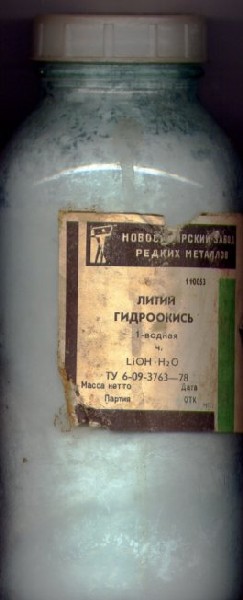 НОВОСИБИРСКИЙ ЗАВОД
РЕДКИХ МЕТАЛЛОВ
ЛИТИЙ
ГИДРООКИСЬ
1-водная
ч.
LiOH·H₂O
ТУ 6-09-3763—78
Масса нетто Дата
Партия ОТК